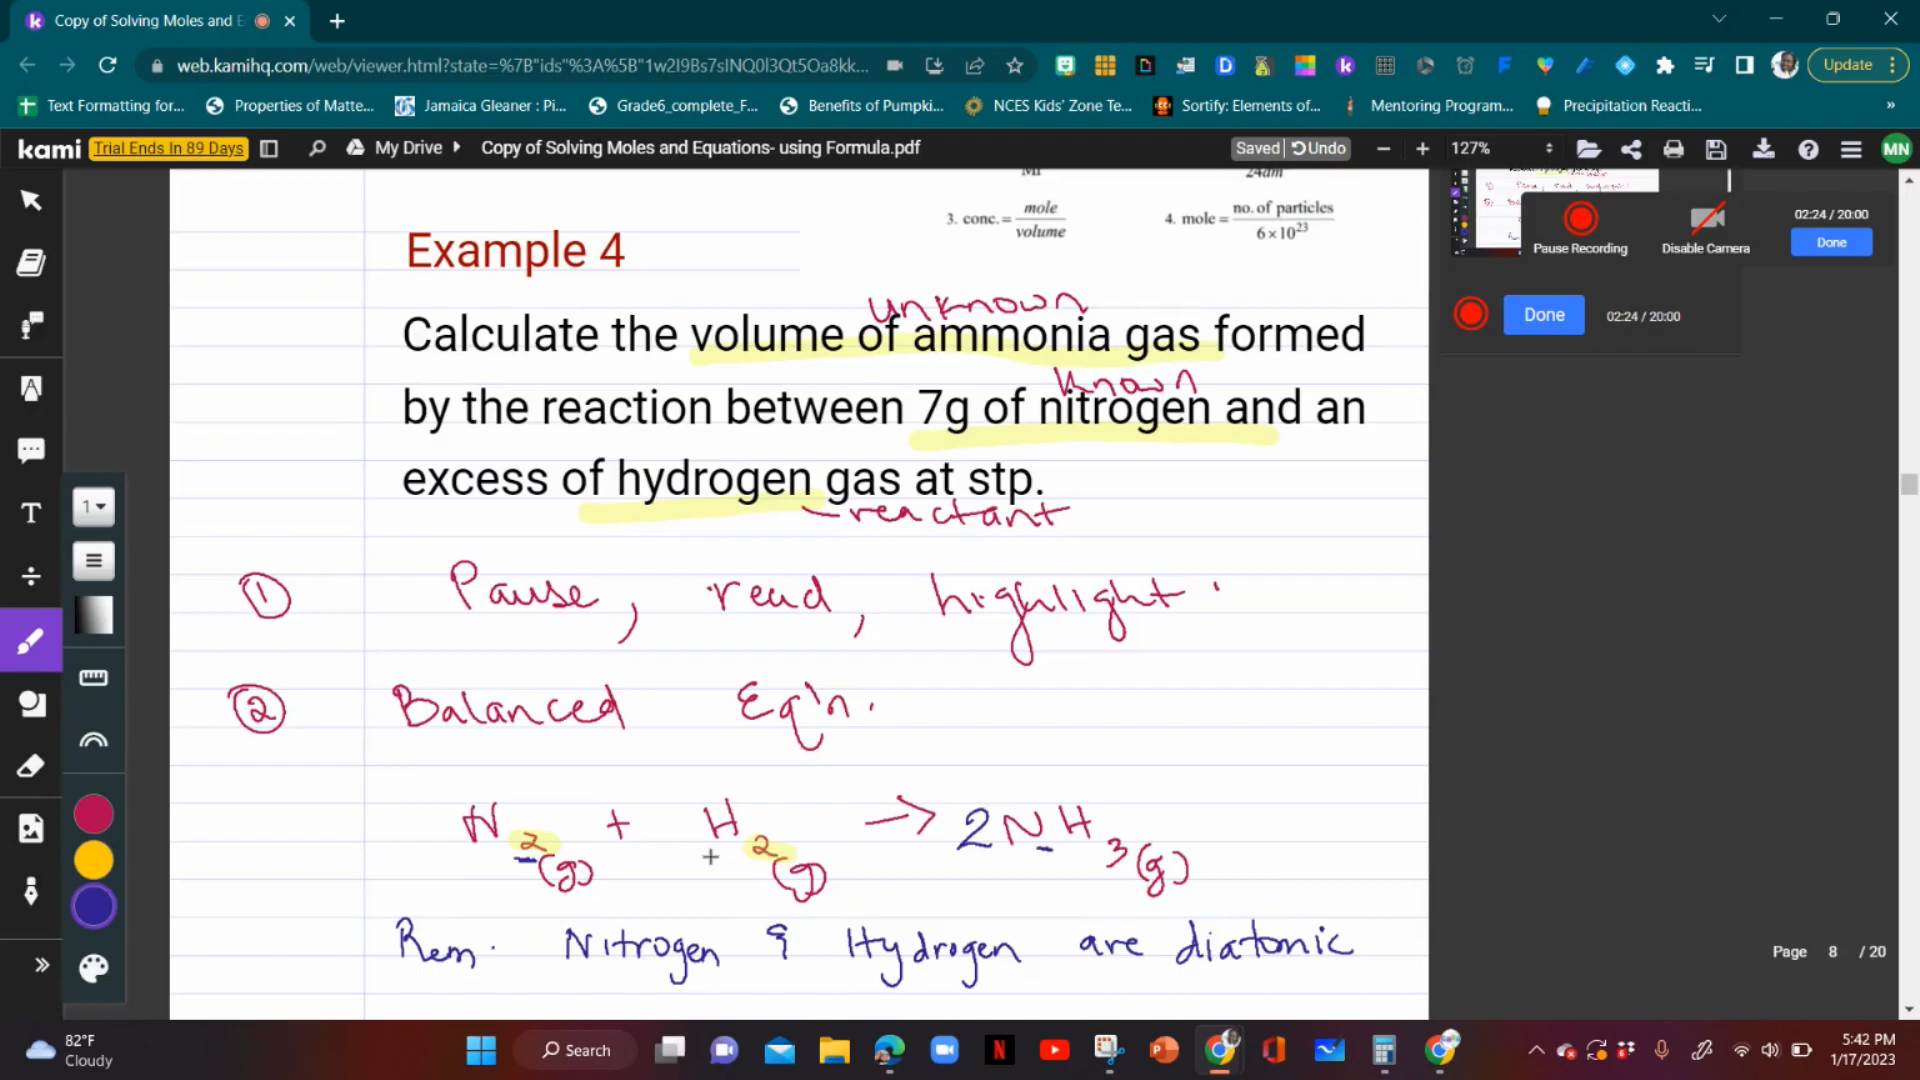 Copy of Solving Moles and E
web.kamihq.com/web/viewer.html?state=%7B"ids"%3A%5B"1w2I9Bs7sINQ0l3Qt5Oa8kk...
Update
Text Formatting for...
Properties of Matte...
Jamaica Gleaner : Pi...
Grade6_complete_F...
Benefits of Pumpki...
NCES Kids' Zone Te...
Sortify: Elements of...
Mentoring Program...
Precipitation Reacti...
»
kami
Trial Ends In 89 Days
My Drive
Copy of Solving Moles and Equations- using Formula.pdf
Saved
Undo
127%
MN
24dm
3. conc. = mole / volume
4. mole = no. of particles / 6×10²³
Example 4
unknown
Calculate the volume of ammonia gas formed
known
by the reaction between 7g of nitrogen and an
excess of hydrogen gas at stp.
– reactant
① Pause, read, highlight.
② Balanced Eq'n.
N₂(g) + H₂(g) → 2NH₃(g)
Rem. Nitrogen & Hydrogen are diatomic
Pause Recording
Disable Camera
02:24 / 20:00
Done
Done
02:24 / 20:00
Page 8 / 20
1
82°F
Cloudy
Search
5:42 PM
1/17/2023